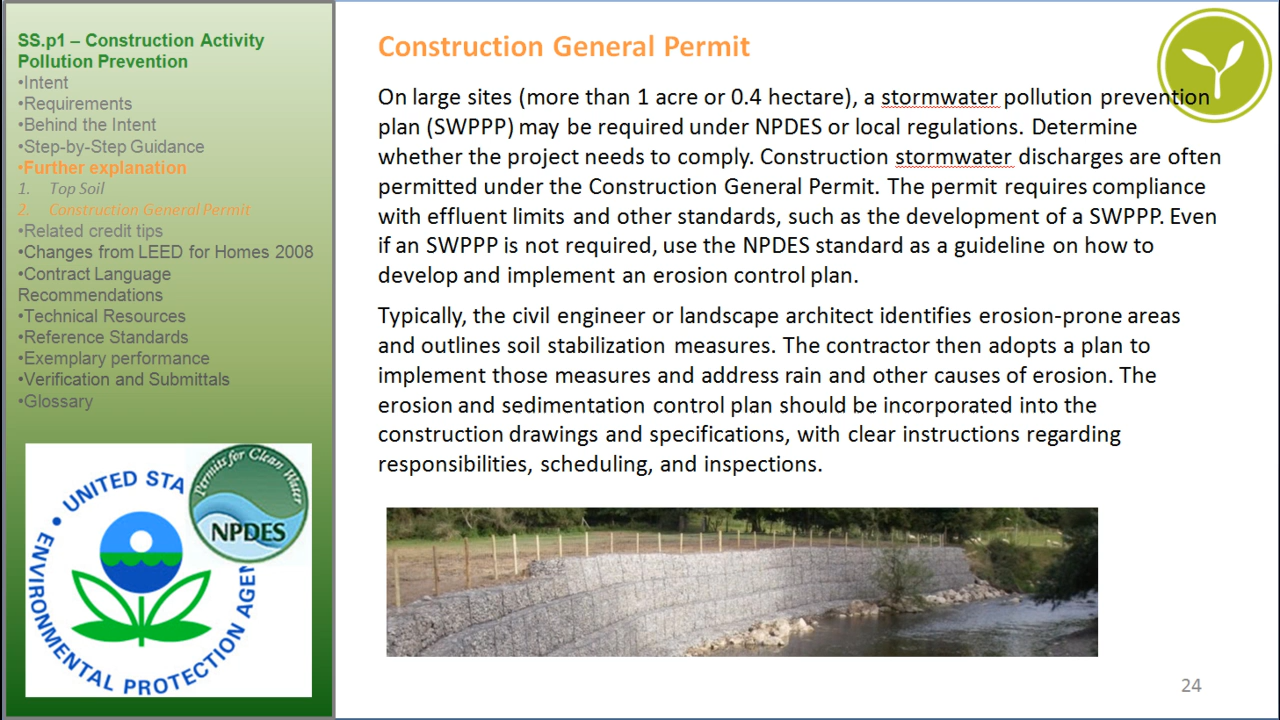 SS.p1 – Construction Activity
Pollution Prevention
•Intent
•Requirements
•Behind the Intent
•Step-by-Step Guidance
•Further explanation
1. Top Soil
2. Construction General Permit
•Related credit tips
•Changes from LEED for Homes 2008
•Contract Language
Recommendations
•Technical Resources
•Reference Standards
•Exemplary performance
•Verification and Submittals
•Glossary
UNITED STA
ENVIRONMENTAL PROTECTION AGEN
Permits for Clean Water
NPDES
Construction General Permit
On large sites (more than 1 acre or 0.4 hectare), a stormwater pollution prevention
plan (SWPPP) may be required under NPDES or local regulations. Determine
whether the project needs to comply. Construction stormwater discharges are often
permitted under the Construction General Permit. The permit requires compliance
with effluent limits and other standards, such as the development of a SWPPP. Even
if an SWPPP is not required, use the NPDES standard as a guideline on how to
develop and implement an erosion control plan.
Typically, the civil engineer or landscape architect identifies erosion-prone areas
and outlines soil stabilization measures. The contractor then adopts a plan to
implement those measures and address rain and other causes of erosion. The
erosion and sedimentation control plan should be incorporated into the
construction drawings and specifications, with clear instructions regarding
responsibilities, scheduling, and inspections.
24